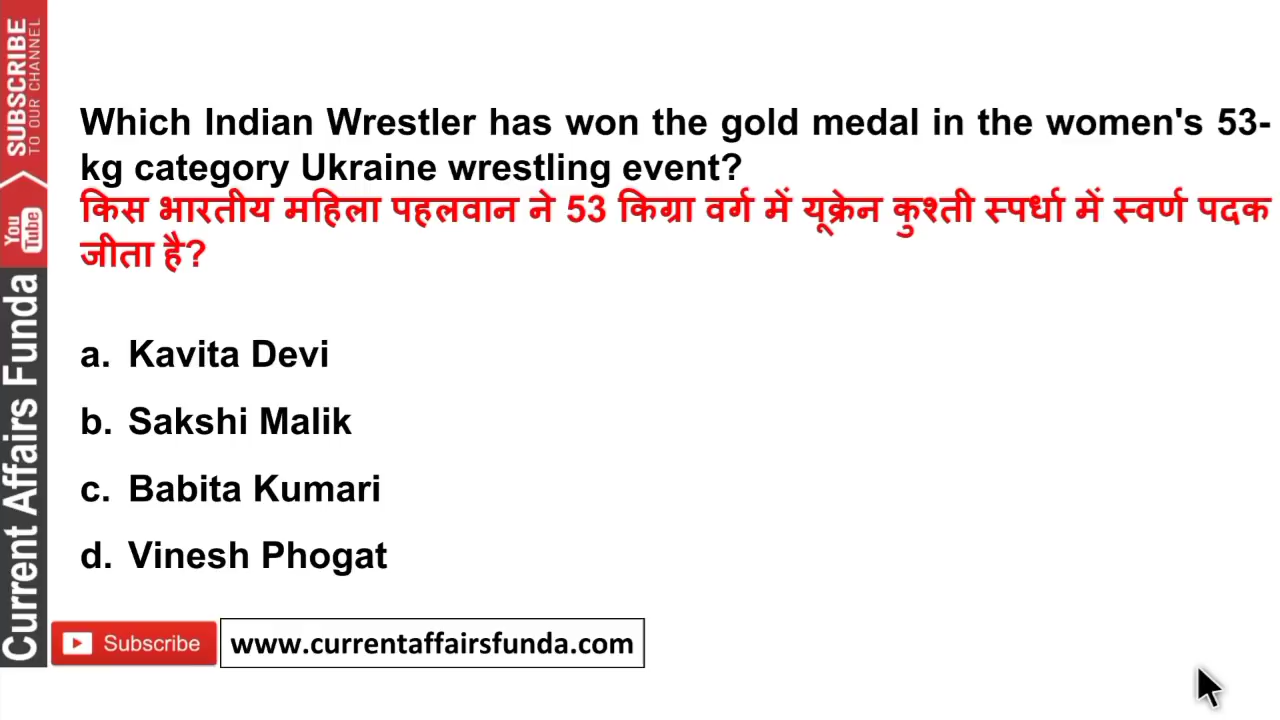 SUBSCRIBE
TO OUR CHANNEL
You
Tube
Current Affairs Funda
Which Indian Wrestler has won the gold medal in the women's 53-
kg category Ukraine wrestling event?
किस भारतीय महिला पहलवान ने 53 किग्रा वर्ग में यूक्रेन कुश्ती स्पर्धा में स्वर्ण पदक
जीता है?
a. Kavita Devi
b. Sakshi Malik
c. Babita Kumari
d. Vinesh Phogat
Subscribe www.currentaffairsfunda.com